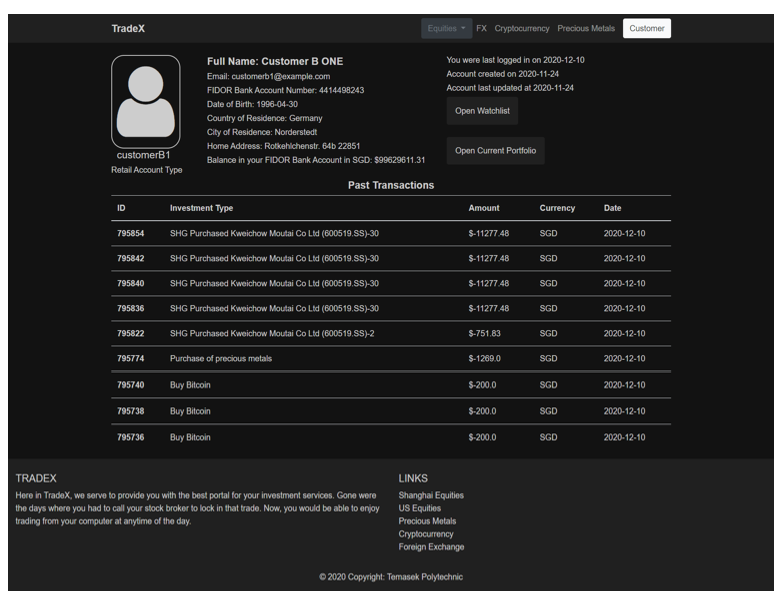 TradeX
Equities FX Cryptocurrency Precious Metals Customer
customerB1
Retail Account Type
Full Name: Customer B ONE
Email: customerb1@example.com
FIDOR Bank Account Number: 4414498243
Date of Birth: 1996-04-30
Country of Residence: Germany
City of Residence: Norderstedt
Home Address: Rotkehlchenstr. 64b 22851
Balance in your FIDOR Bank Account in SGD: $99629611.31
You were last logged in on 2020-12-10
Account created on 2020-11-24
Account last updated at 2020-11-24
Open Watchlist
Open Current Portfolio
Past Transactions
ID Investment Type Amount Currency Date
795854 SHG Purchased Kweichow Moutai Co Ltd (600519.SS)-30 $-11277.48 SGD 2020-12-10
795842 SHG Purchased Kweichow Moutai Co Ltd (600519.SS)-30 $-11277.48 SGD 2020-12-10
795840 SHG Purchased Kweichow Moutai Co Ltd (600519.SS)-30 $-11277.48 SGD 2020-12-10
795836 SHG Purchased Kweichow Moutai Co Ltd (600519.SS)-30 $-11277.48 SGD 2020-12-10
795822 SHG Purchased Kweichow Moutai Co Ltd (600519.SS)-2 $-751.83 SGD 2020-12-10
795774 Purchase of precious metals $-1269.0 SGD 2020-12-10
795740 Buy Bitcoin $-200.0 SGD 2020-12-10
795738 Buy Bitcoin $-200.0 SGD 2020-12-10
795736 Buy Bitcoin $-200.0 SGD 2020-12-10
TRADEX
Here in TradeX, we serve to provide you with the best portal for your investment services. Gone were
the days where you had to call your stock broker to lock in that trade. Now, you would be able to enjoy
trading from your computer at anytime of the day.
LINKS
Shanghai Equities
US Equities
Precious Metals
Cryptocurrency
Foreign Exchange
© 2020 Copyright: Temasek Polytechnic